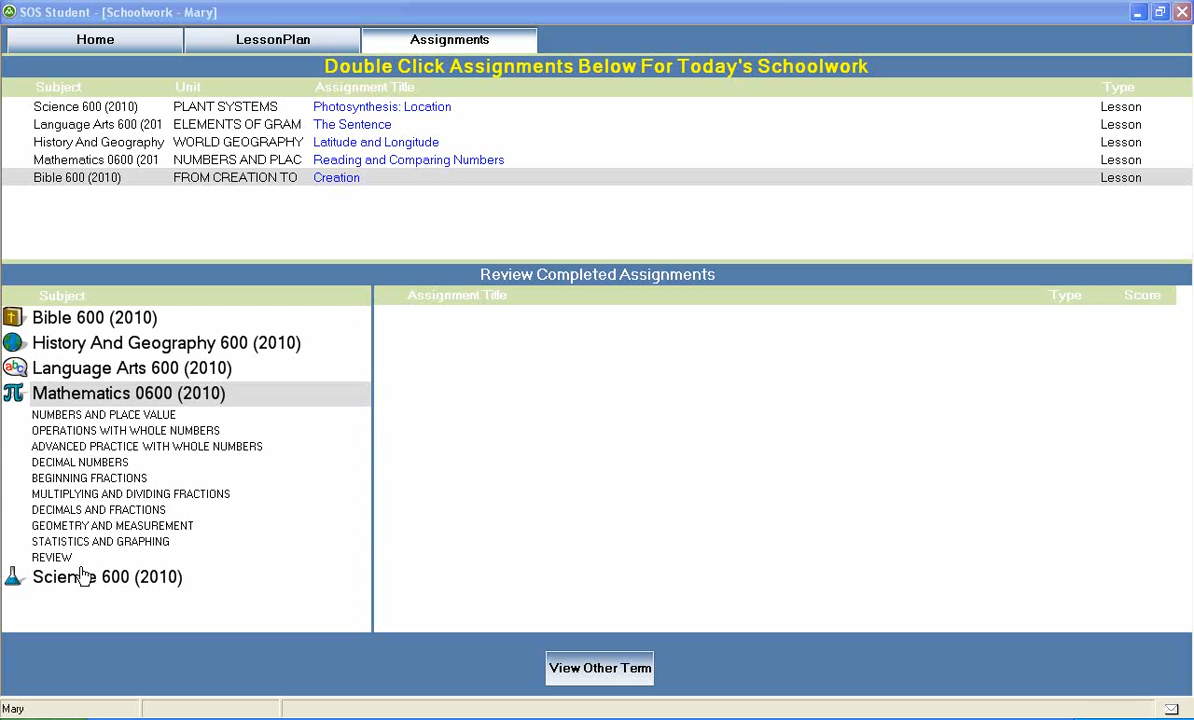 SOS Student - [Schoolwork - Mary]
Home LessonPlan Assignments
Double Click Assignments Below For Today's Schoolwork
Subject Unit Assignment Title Type
Science 600 (2010) PLANT SYSTEMS Photosynthesis: Location Lesson
Language Arts 600 (201 ELEMENTS OF GRAM The Sentence Lesson
History And Geography WORLD GEOGRAPHY Latitude and Longitude Lesson
Mathematics 0600 (201 NUMBERS AND PLAC Reading and Comparing Numbers Lesson
Bible 600 (2010) FROM CREATION TO Creation Lesson
Review Completed Assignments
Subject Assignment Title Type Score
Bible 600 (2010)
History And Geography 600 (2010)
abc Language Arts 600 (2010)
π Mathematics 0600 (2010)
NUMBERS AND PLACE VALUE
OPERATIONS WITH WHOLE NUMBERS
ADVANCED PRACTICE WITH WHOLE NUMBERS
DECIMAL NUMBERS
BEGINNING FRACTIONS
MULTIPLYING AND DIVIDING FRACTIONS
DECIMALS AND FRACTIONS
GEOMETRY AND MEASUREMENT
STATISTICS AND GRAPHING
REVIEW
Science 600 (2010)
View Other Term
Mary